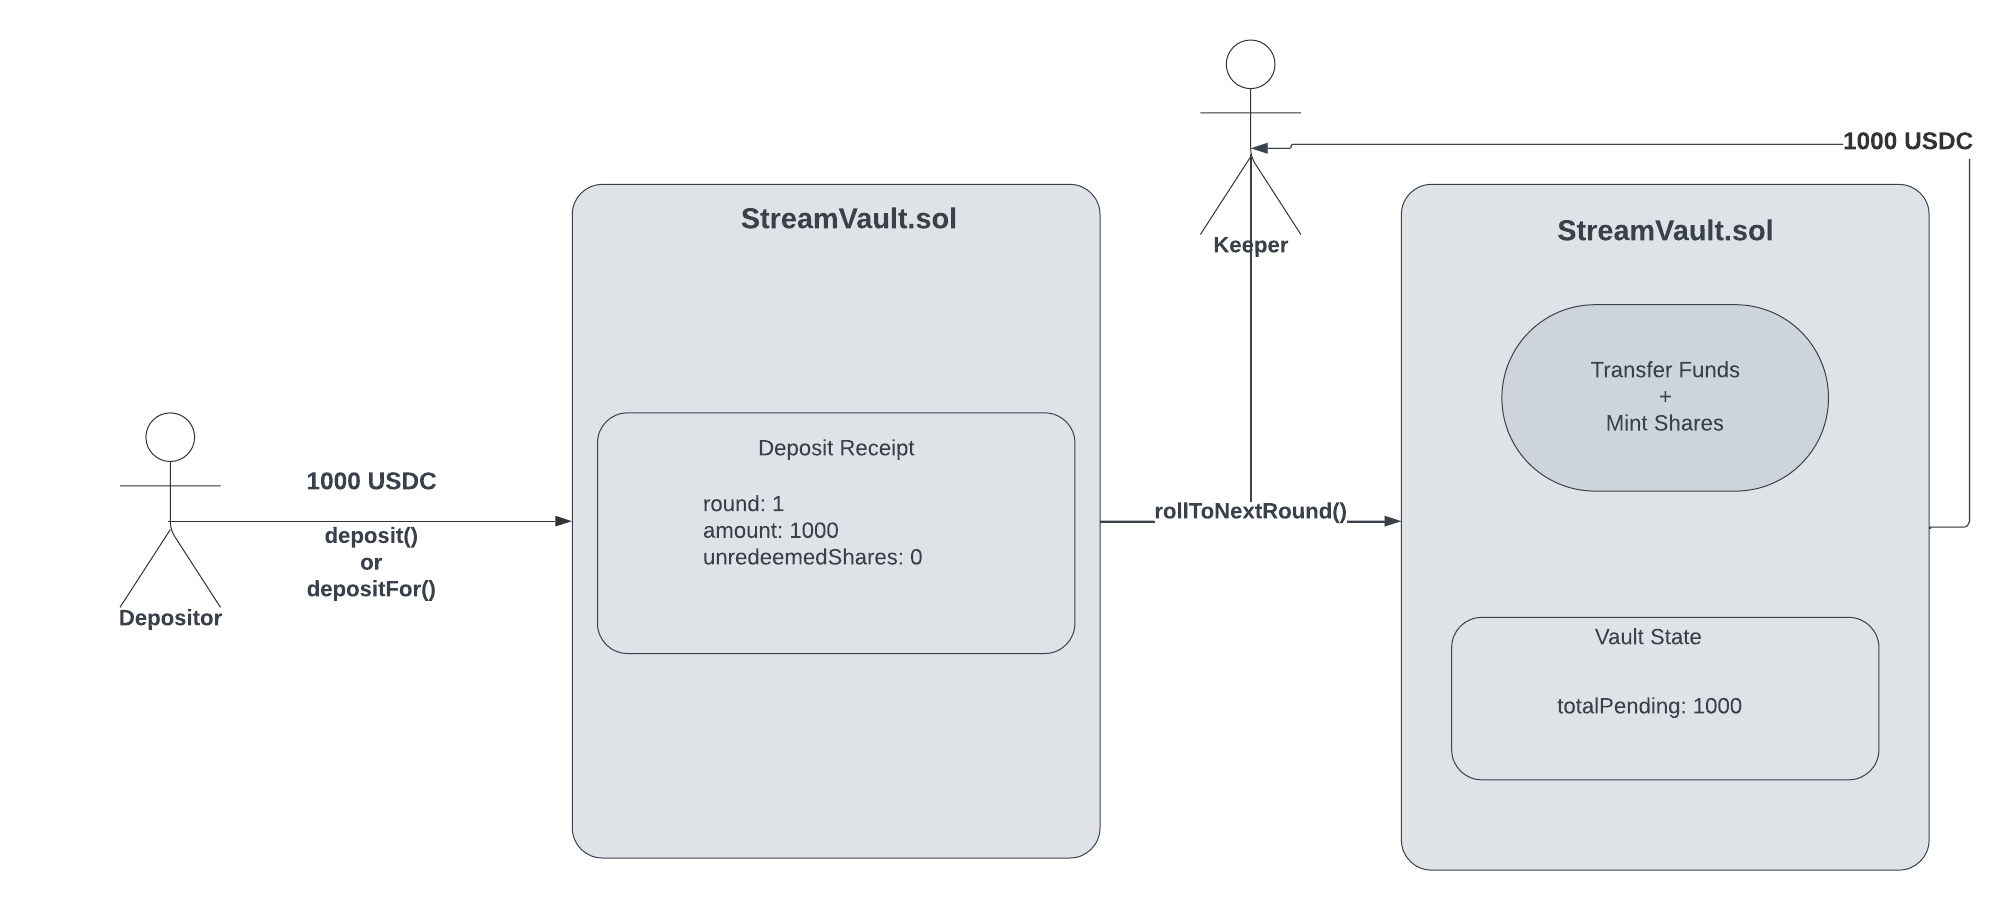 Depositor
1000 USDC
deposit()
or
depositFor()
StreamVault.sol
Deposit Receipt
round: 1
amount: 1000
unredeemedShares: 0
Keeper
rollToNextRound()
1000 USDC
StreamVault.sol
Transfer Funds
+
Mint Shares
Vault State
totalPending: 1000